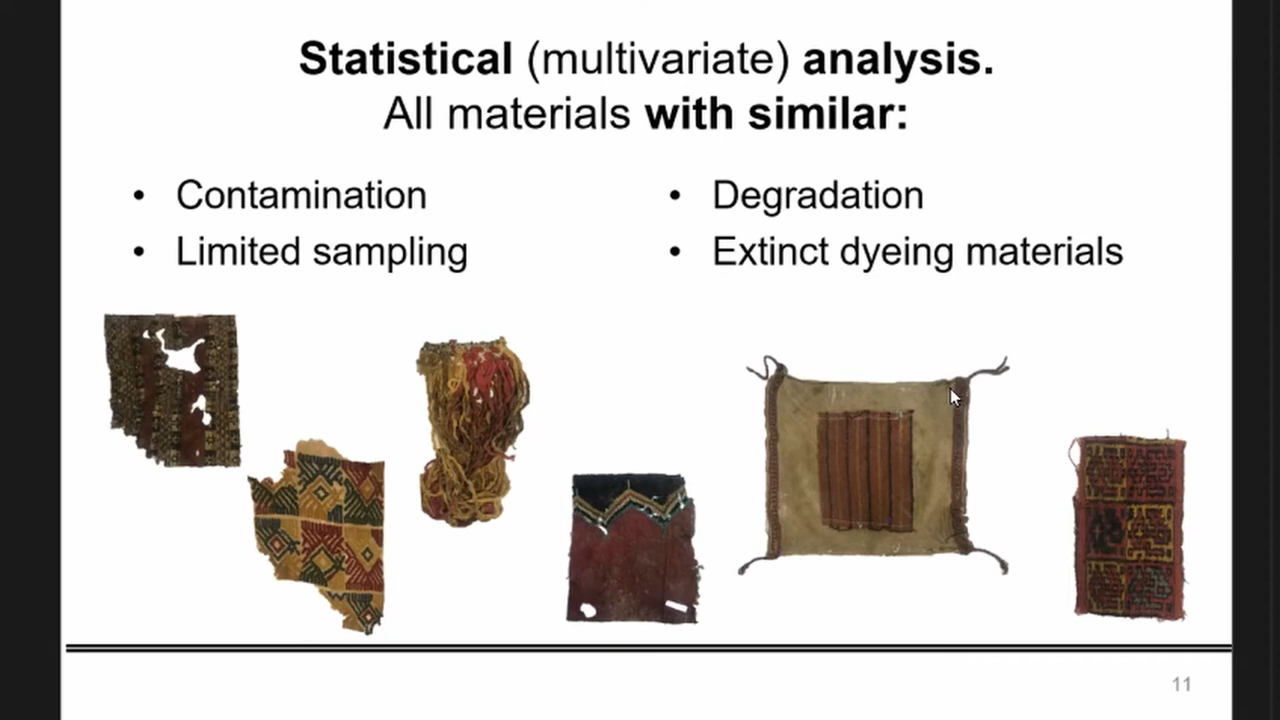 Statistical (multivariate) analysis.
All materials with similar:
• Contamination
• Limited sampling
• Degradation
• Extinct dyeing materials
11